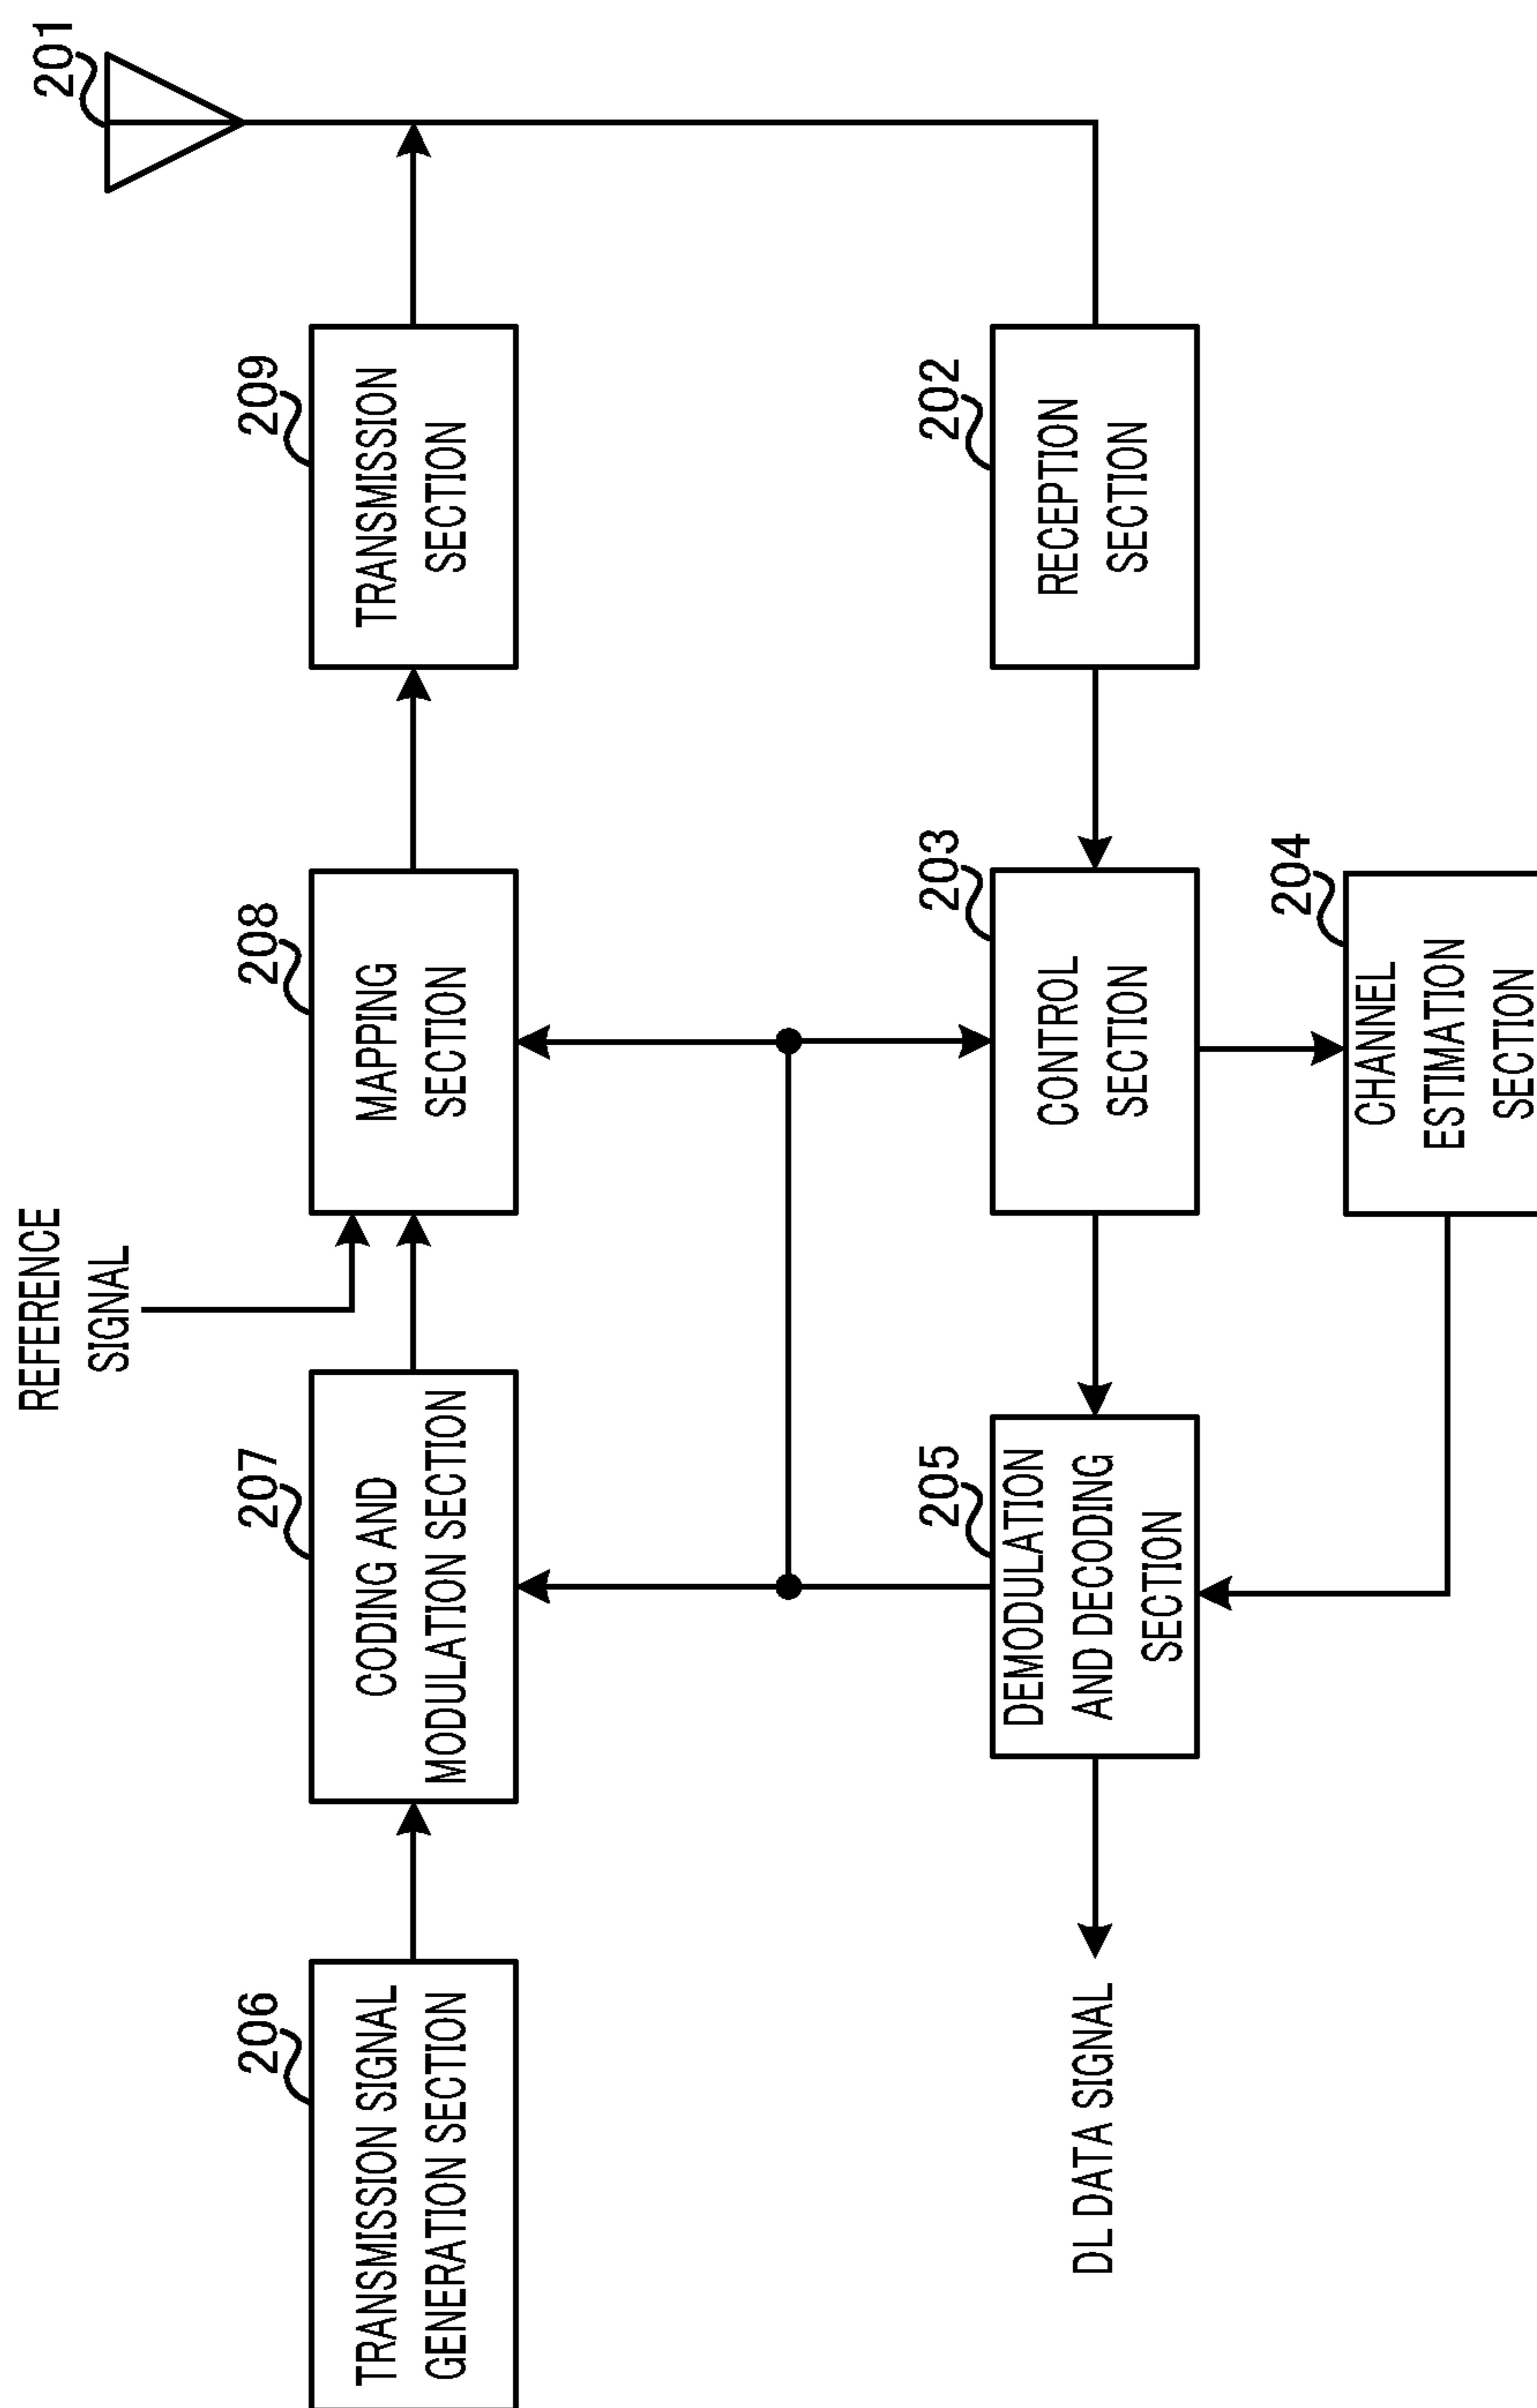 REFERENCE
SIGNAL
201
206
TRANSMISSION SIGNAL
GENERATION SECTION
207
CODING AND
MODULATION SECTION
208
MAPPING
SECTION
209
TRANSMISSION
SECTION
DL DATA SIGNAL
205
DEMODULATION
AND DECODING
SECTION
203
CONTROL
SECTION
202
RECEPTION
SECTION
204
CHANNEL
ESTIMATION
SECTION